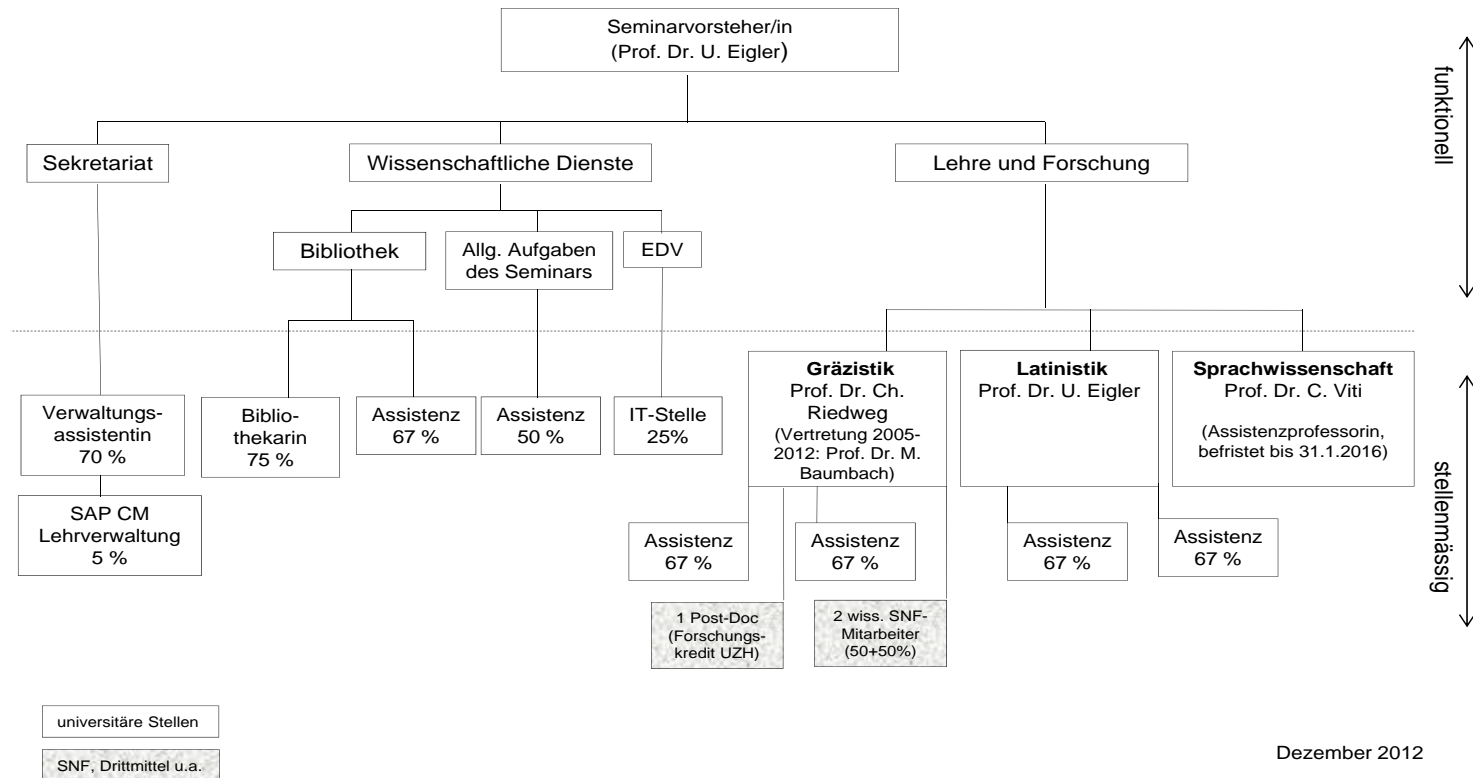 Seminarvorsteher/in
(Prof. Dr. U. Eigler)
funktionell
Sekretariat
Wissenschaftliche Dienste
Lehre und Forschung
Bibliothek
Allg. Aufgaben
des Seminars
EDV
Verwaltungs-
assistentin
70 %
Biblio-
thekarin
75 %
Assistenz
67 %
Assistenz
50 %
IT-Stelle
25%
Gräzistik
Prof. Dr. Ch.
Riedweg
(Vertretung 2005-
2012: Prof. Dr. M.
Baumbach)
Latinistik
Prof. Dr. U. Eigler
Sprachwissenschaft
Prof. Dr. C. Viti
(Assistenzprofessorin,
befristet bis 31.1.2016)
stellenmässig
SAP CM
Lehrverwaltung
5 %
Assistenz
67 %
Assistenz
67 %
Assistenz
67 %
Assistenz
67 %
1 Post-Doc
(Forschungs-
kredit UZH)
2 wiss. SNF-
Mitarbeiter
(50+50%)
universitäre Stellen
SNF, Drittmittel u.a.
Dezember 2012